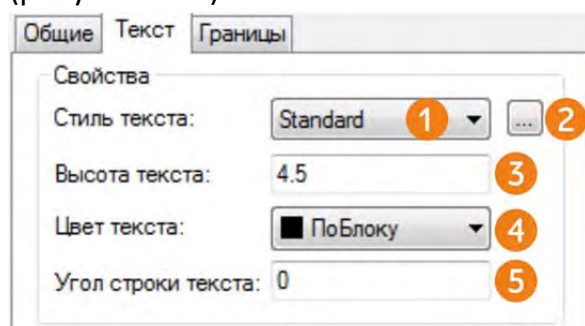 Общие Текст Границы
Свойства
Стиль текста: Standard 1 ... 2
Высота текста: 4.5 3
Цвет текста: ПоБлоку 4
Угол строки текста: 0 5